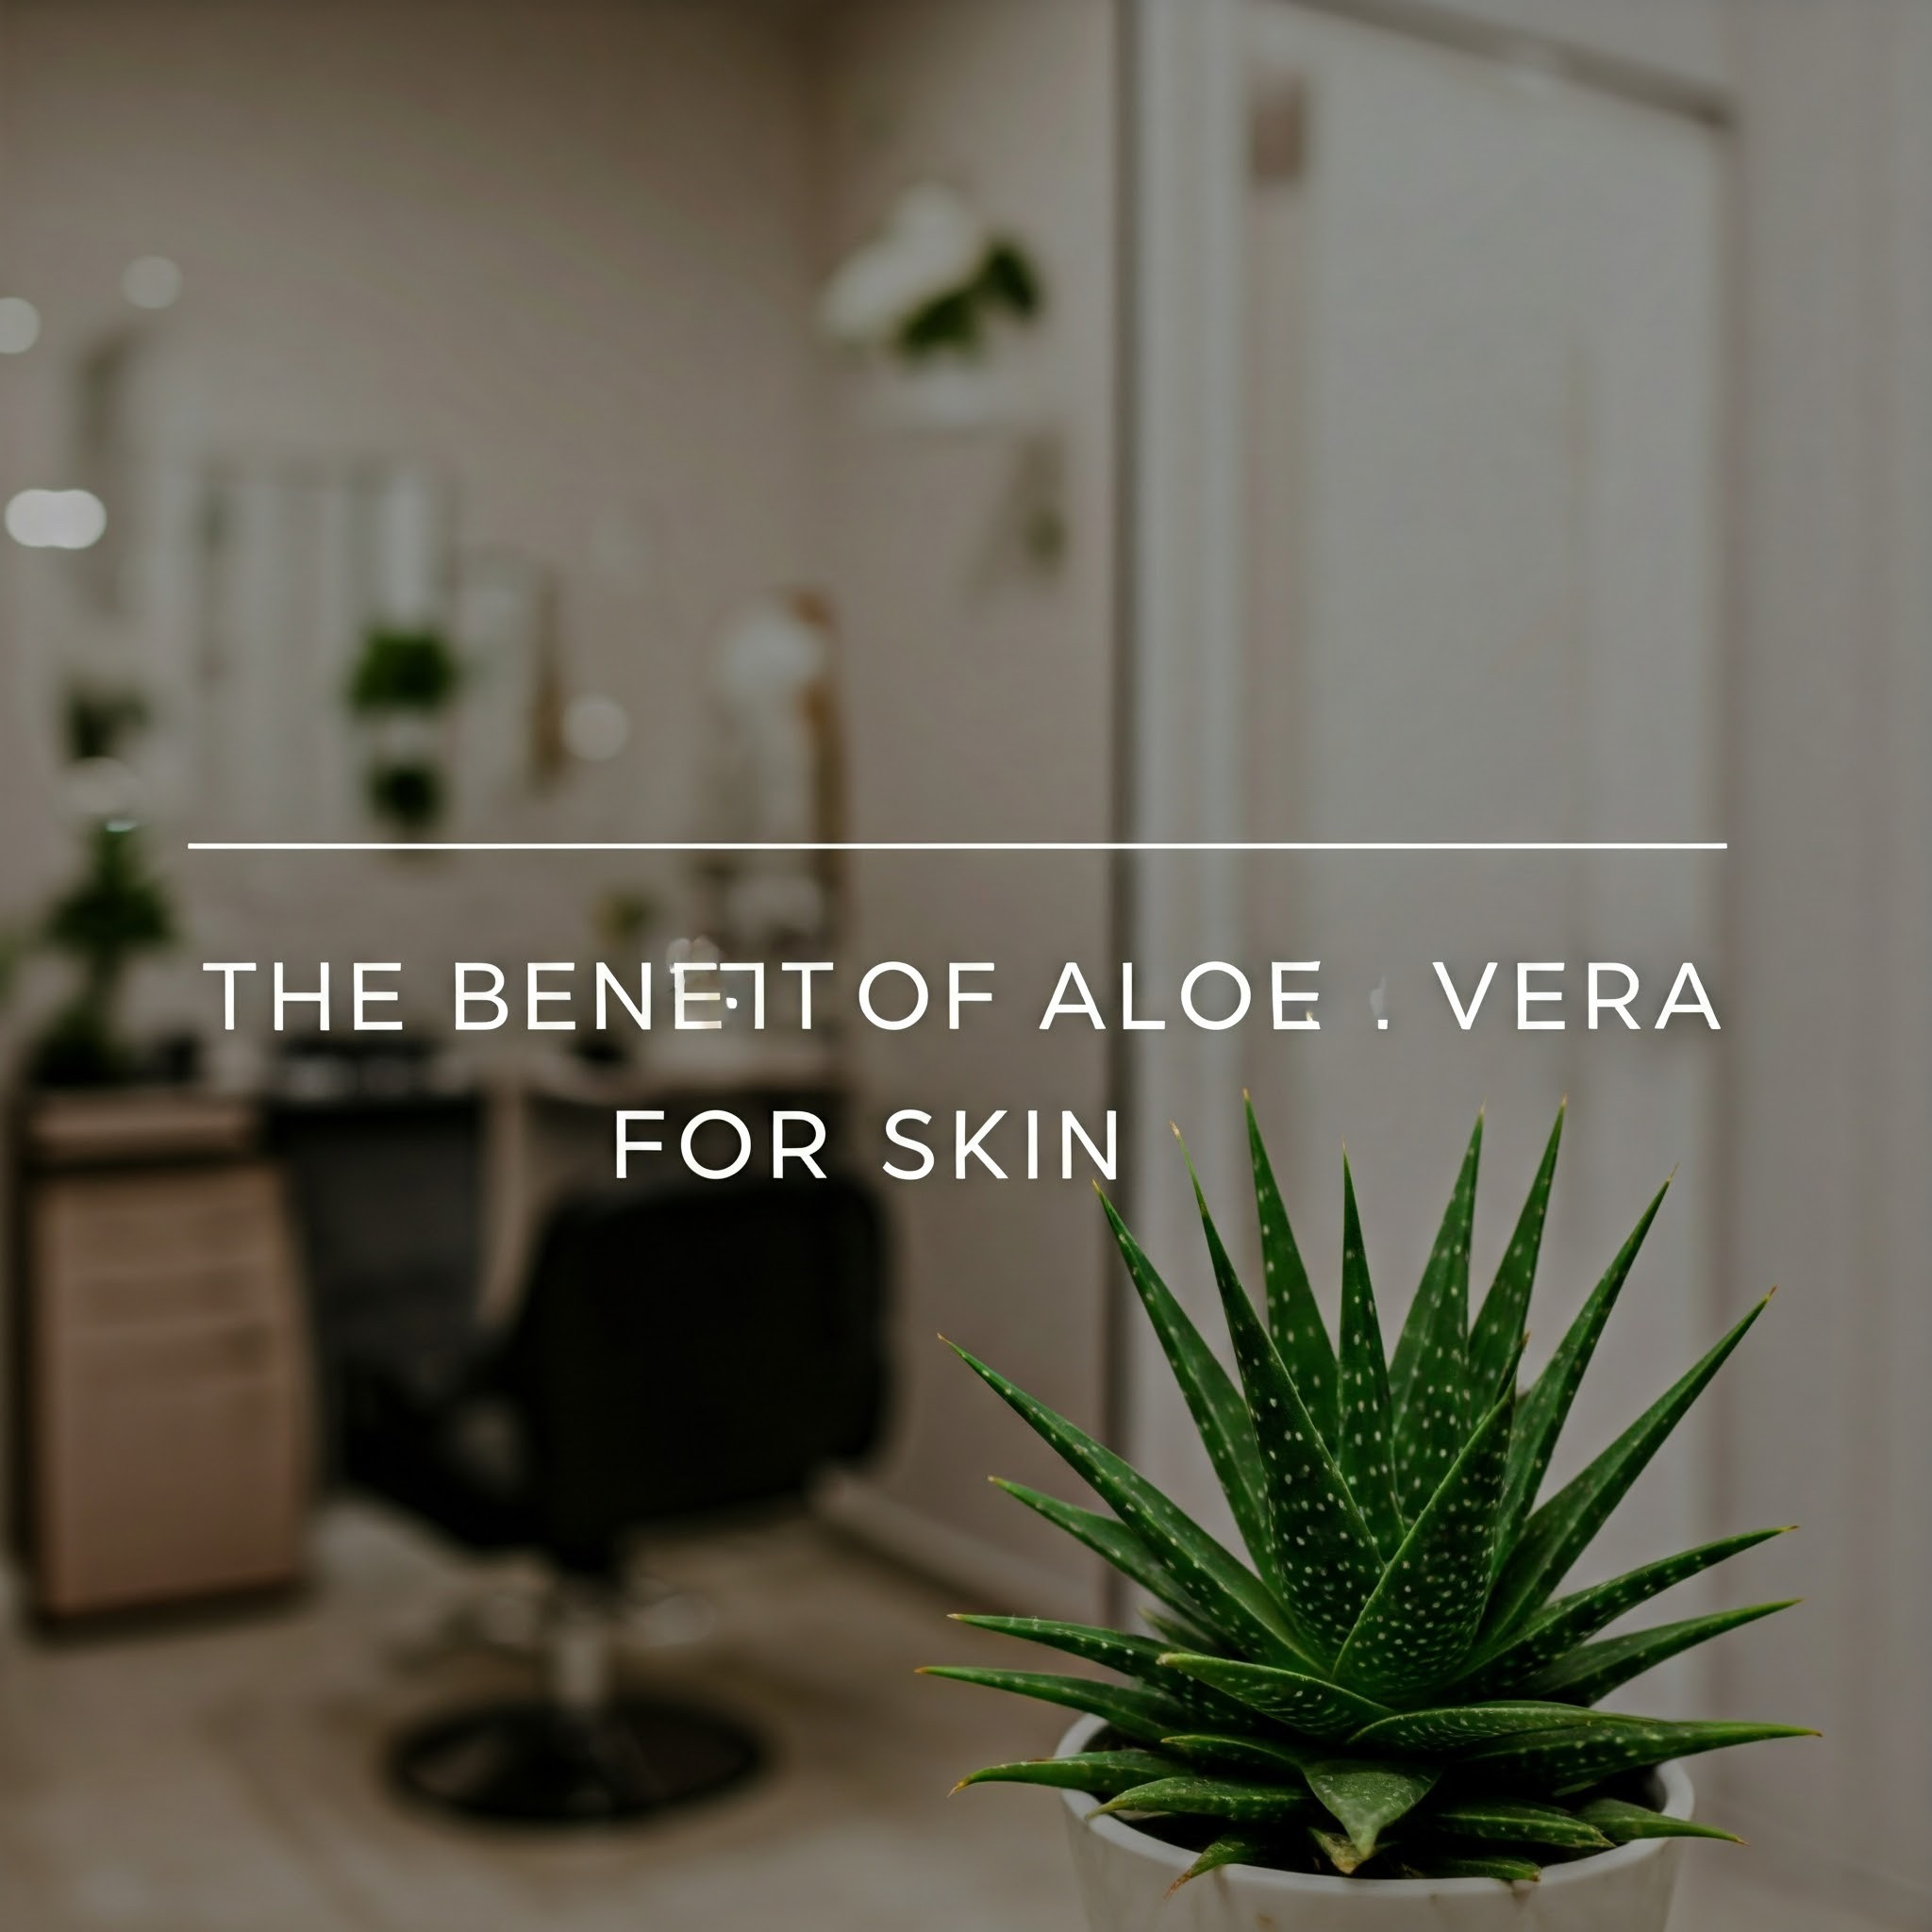 THE OF ALOE . VERA
FOR SKIN